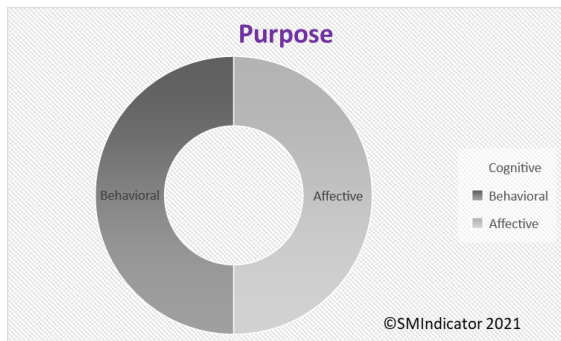 Purpose
Behavioral
Affective
Cognitive
Behavioral
Affective
©SMIndicator 2021